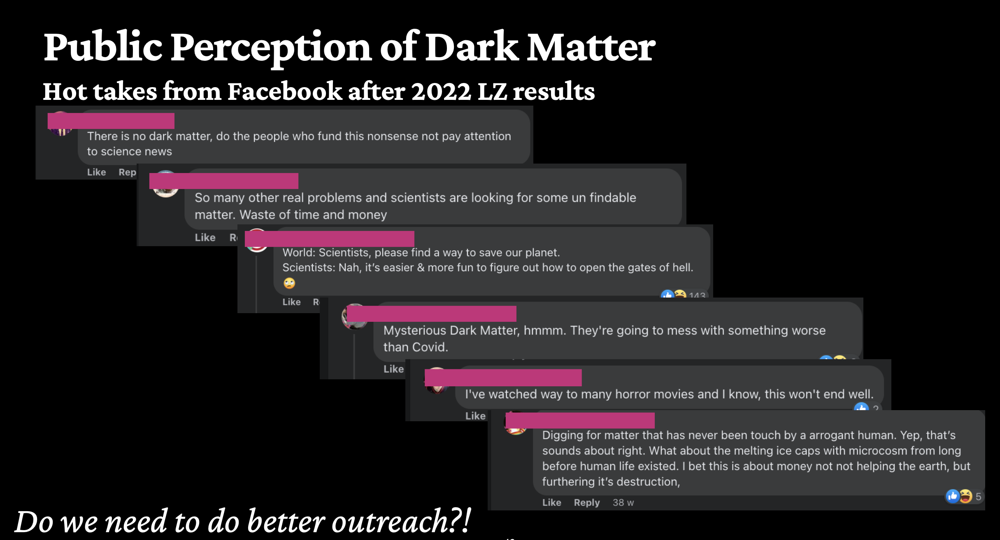 Public Perception of Dark Matter
Hot takes from Facebook after 2022 LZ results
There is no dark matter, do the people who fund this nonsense not pay attention
to science news
Like Rep
So many other real problems and scientists are looking for some un findable
matter. Waste of time and money
Like R
World: Scientists, please find a way to save our planet.
Scientists: Nah, it’s easier & more fun to figure out how to open the gates of hell.
🙄
143
Like R
Mysterious Dark Matter, hmmm. They're going to mess with something worse
than Covid.
Like
I've watched way to many horror movies and I know, this won't end well.
2
Like
Digging for matter that has never been touch by a arrogant human. Yep, that’s
sounds about right. What about the melting ice caps with microcosm from long
before human life existed. I bet this is about money not not helping the earth, but
furthering it’s destruction,
5
Like Reply 38 w
Do we need to do better outreach?!